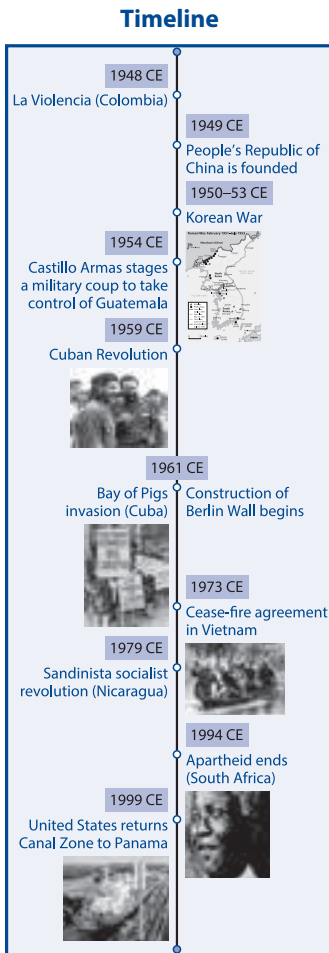 Timeline
1948 CE
La Violencia (Colombia)
1949 CE
People's Republic of
China is founded
1950–53 CE
Korean War
1954 CE
Castillo Armas stages
a military coup to take
control of Guatemala
1959 CE
Cuban Revolution
1961 CE
Bay of Pigs
invasion (Cuba)
Construction of
Berlin Wall begins
1973 CE
Cease-fire agreement
in Vietnam
1979 CE
Sandinista socialist
revolution (Nicaragua)
1994 CE
Apartheid ends
(South Africa)
1999 CE
United States returns
Canal Zone to Panama